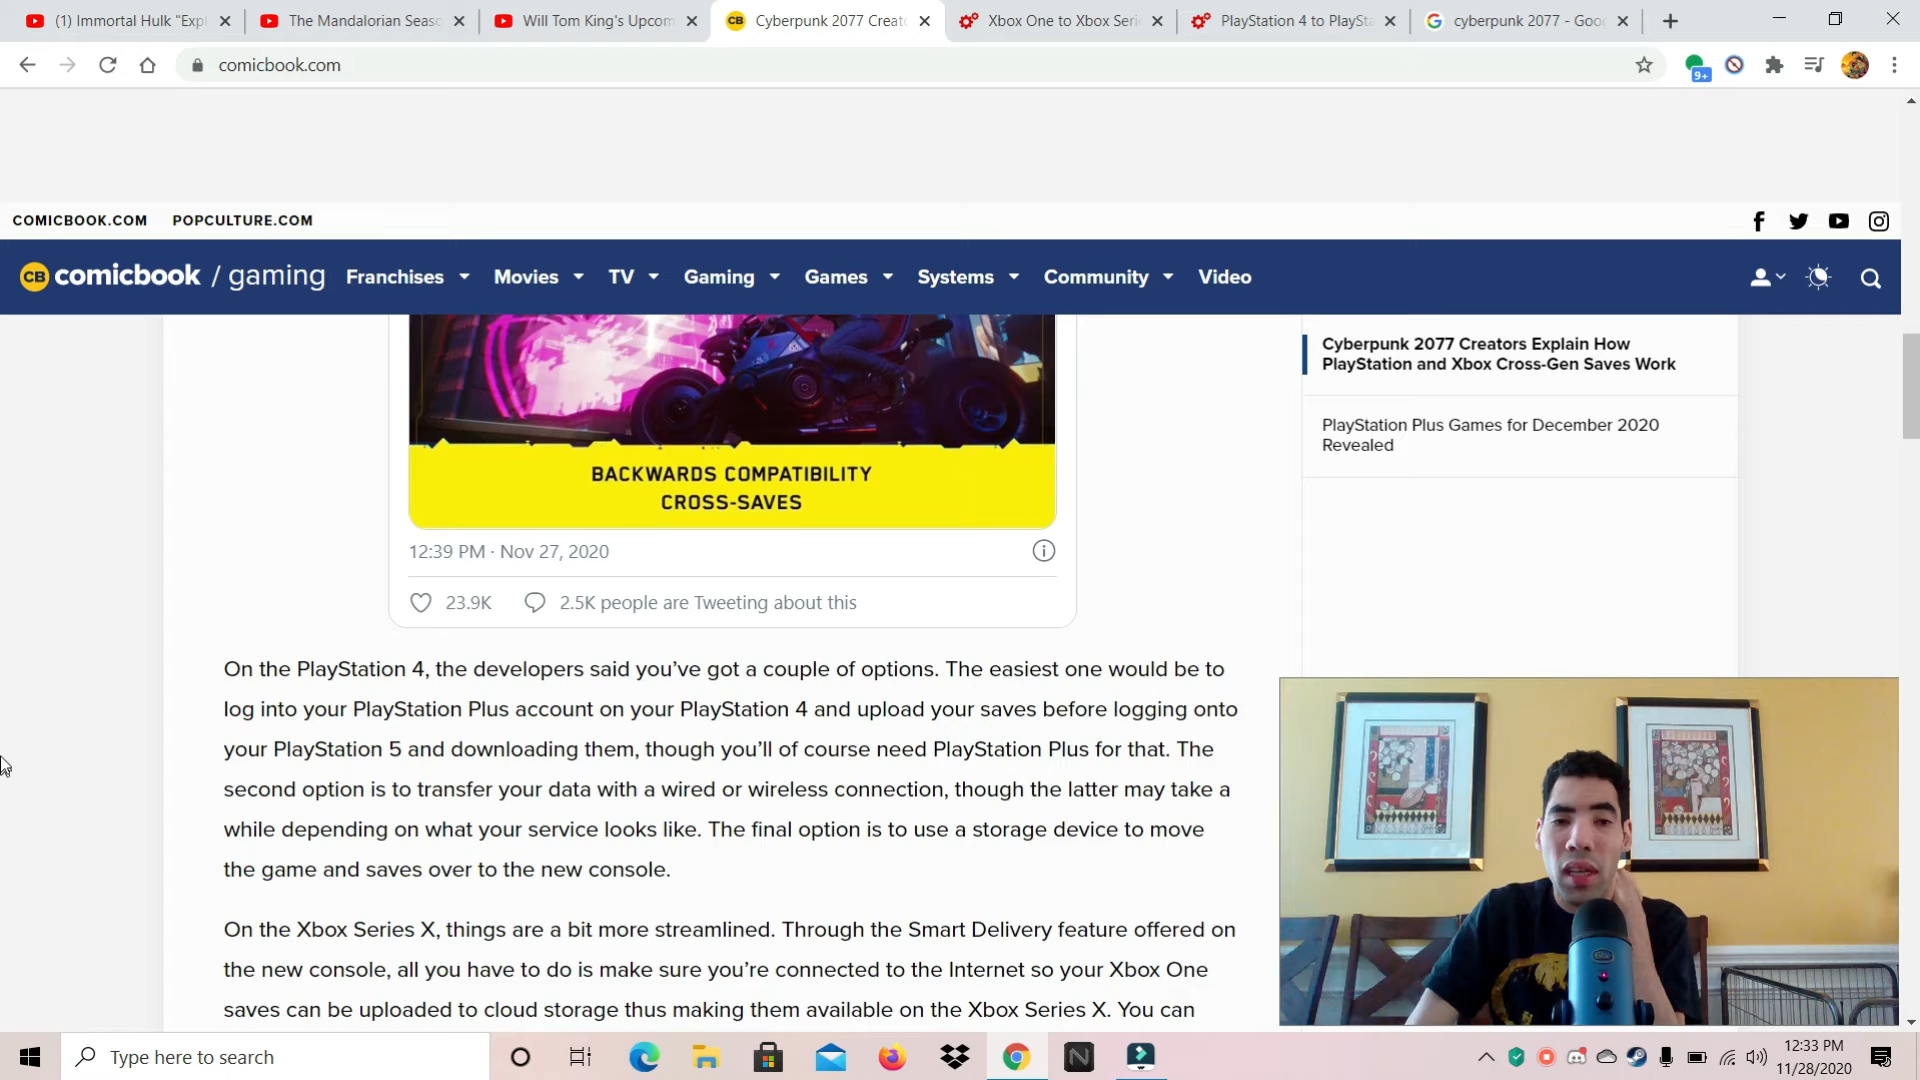 (1) Immortal Hulk "Exp
The Mandalorian Seas
Will Tom King's Upcom
CB Cyberpunk 2077 Creat
Xbox One to Xbox Seri
PlayStation 4 to PlaySta
cyberpunk 2077 - Goo
comicbook.com
9+
COMICBOOK.COM POPCULTURE.COM
CB comicbook / gaming Franchises Movies TV Gaming Games Systems Community Video
BACKWARDS COMPATIBILITY
CROSS-SAVES
12:39 PM · Nov 27, 2020
23.9K 2.5K people are Tweeting about this
Cyberpunk 2077 Creators Explain How
PlayStation and Xbox Cross-Gen Saves Work
PlayStation Plus Games for December 2020
Revealed
On the PlayStation 4, the developers said you've got a couple of options. The easiest one would be to
log into your PlayStation Plus account on your PlayStation 4 and upload your saves before logging onto
your PlayStation 5 and downloading them, though you'll of course need PlayStation Plus for that. The
second option is to transfer your data with a wired or wireless connection, though the latter may take a
while depending on what your service looks like. The final option is to use a storage device to move
the game and saves over to the new console.
On the Xbox Series X, things are a bit more streamlined. Through the Smart Delivery feature offered on
the new console, all you have to do is make sure you're connected to the Internet so your Xbox One
saves can be uploaded to cloud storage thus making them available on the Xbox Series X. You can
Type here to search
12:33 PM
11/28/2020